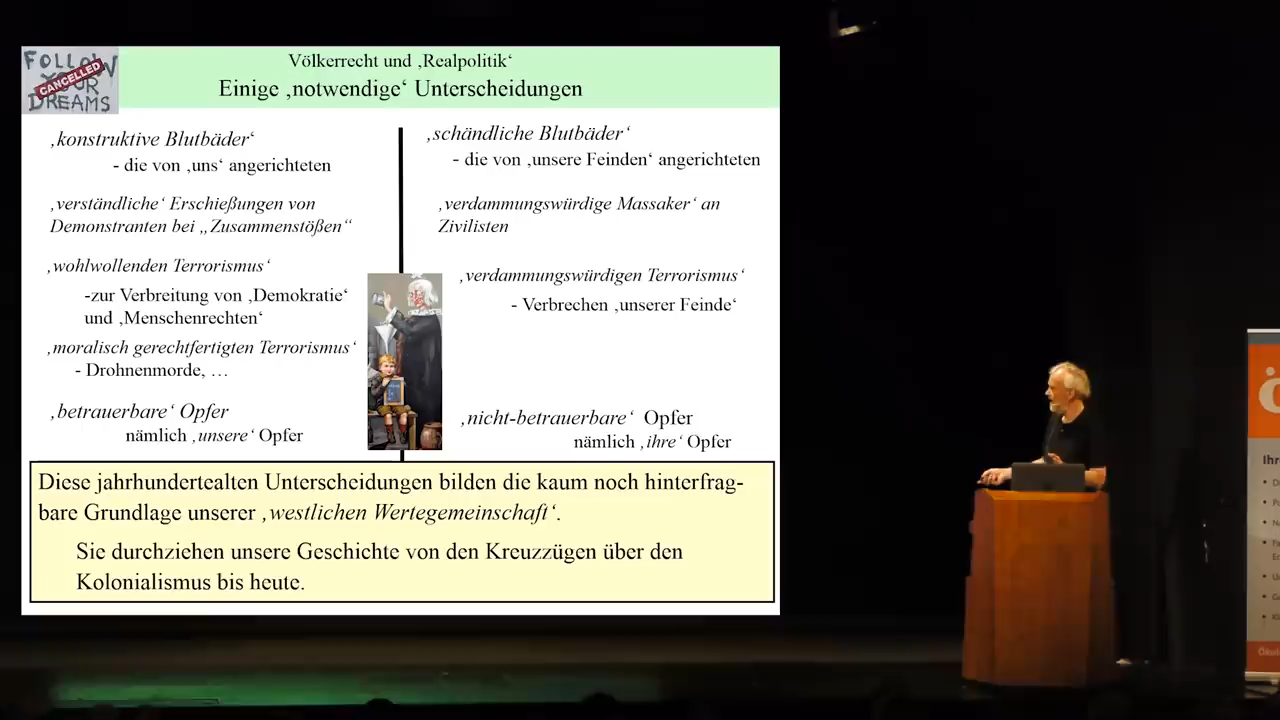 FOLLOW
YOUR
DREAMS
CANCELLED
Völkerrecht und ‚Realpolitik‘
Einige ‚notwendige‘ Unterscheidungen
‚konstruktive Blutbäder‘
- die von ‚uns‘ angerichteten
‚verständliche‘ Erschießungen von
Demonstranten bei „Zusammenstößen“
‚wohlwollenden Terrorismus‘
-zur Verbreitung von ‚Demokratie‘
und ‚Menschenrechten‘
‚moralisch gerechtfertigten Terrorismus‘
- Drohnenmorde, …
‚betrauerbare‘ Opfer
nämlich ‚unsere‘ Opfer
‚schändliche Blutbäder‘
- die von ‚unsere Feinden‘ angerichteten
‚verdammungswürdige Massaker‘ an
Zivilisten
‚verdammungswürdigen Terrorismus‘
- Verbrechen ‚unserer Feinde‘
‚nicht-betrauerbare‘ Opfer
nämlich ‚ihre‘ Opfer
Diese jahrhundertealten Unterscheidungen bilden die kaum noch hinterfrag-
bare Grundlage unserer ‚westlichen Wertegemeinschaft‘.
Sie durchziehen unsere Geschichte von den Kreuzzügen über den
Kolonialismus bis heute.
Ö
Ihr